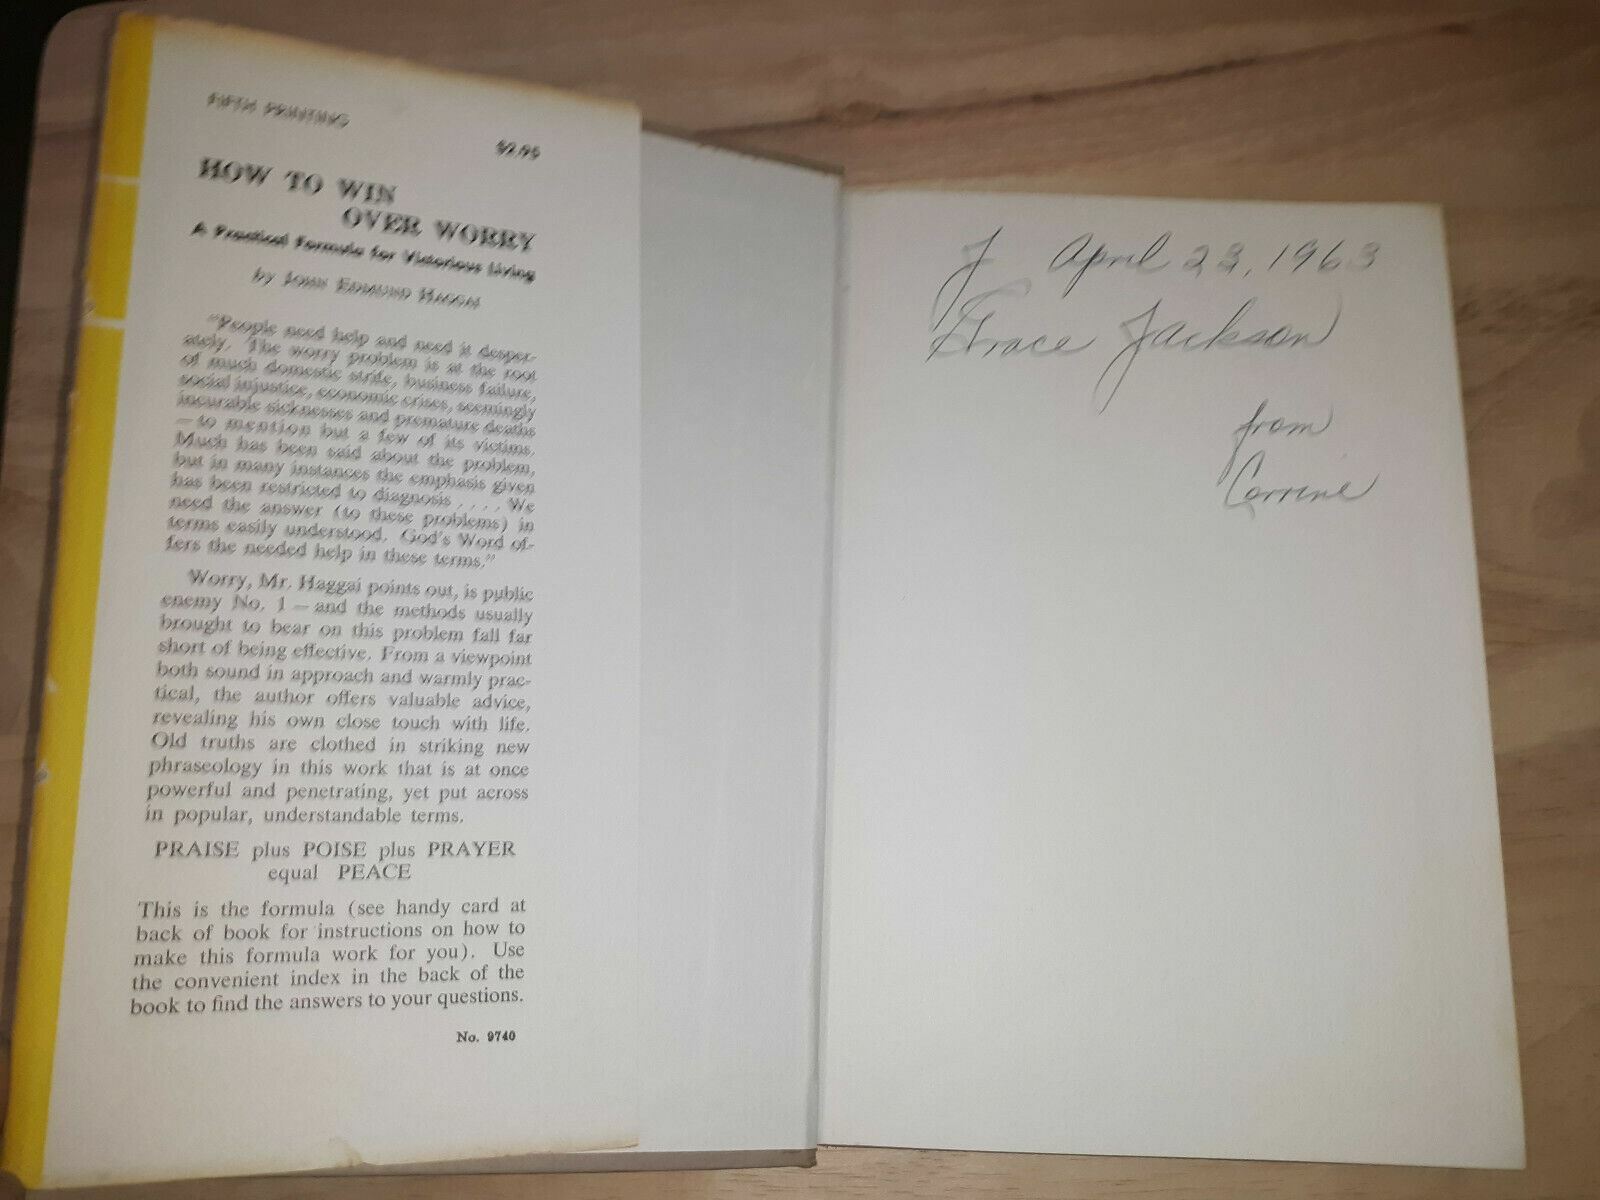 FIFTH PRINTING
$2.95
HOW TO WIN
OVER WORRY
A Practical Formula for Victorious Living
by JOHN EDMUND HAGGAI
"People need help and need it desper-
ately. The worry problem is at the root
of much domestic strife, business failure,
social injustice, economic crises, seemingly
incurable sicknesses and premature deaths
— to mention but a few of its victims.
Much has been said about the problem,
but in many instances the emphasis given
has been restricted to diagnosis . . . . We
need the answer (to these problems) in
terms easily understood. God's Word of-
fers the needed help in these terms."
Worry, Mr. Haggai points out, is public
enemy No. 1 — and the methods usually
brought to bear on this problem fall far
short of being effective. From a viewpoint
both sound in approach and warmly prac-
tical, the author offers valuable advice,
revealing his own close touch with life.
Old truths are clothed in striking new
phraseology in this work that is at once
powerful and penetrating, yet put across
in popular, understandable terms.
PRAISE plus POISE plus PRAYER
equal PEACE
This is the formula (see handy card at
back of book for instructions on how to
make this formula work for you). Use
the convenient index in the back of the
book to find the answers to your questions.
No. 9740
April 23, 1963
Grace Jackson
from
Corrine